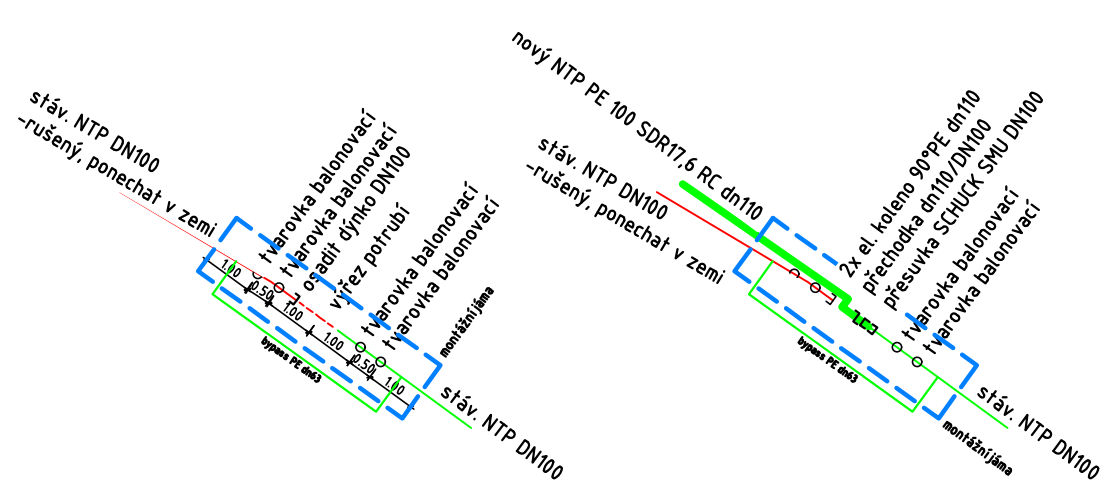 stáv. NTP DN100
-rušený, ponechat v zemi
tvarovka balonovací
tvarovka balonovací
osadit dýnko DN100
výřez potrubí
tvarovka balonovací
tvarovka balonovací
montážní jáma
1.00
0.50
1.00
1.00
0.50
1.00
bypass PE dn63
stáv. NTP DN100
nový NTP PE 100 SDR17,6 RC dn110
stáv. NTP DN100
-rušený, ponechat v zemi
2x el. koleno 90°PE dn110
přechodka dn110/DN100
přesuvka SCHUCK SMU DN100
tvarovka balonovací
tvarovka balonovací
bypass PE dn63
stáv. NTP DN100
montážní jáma